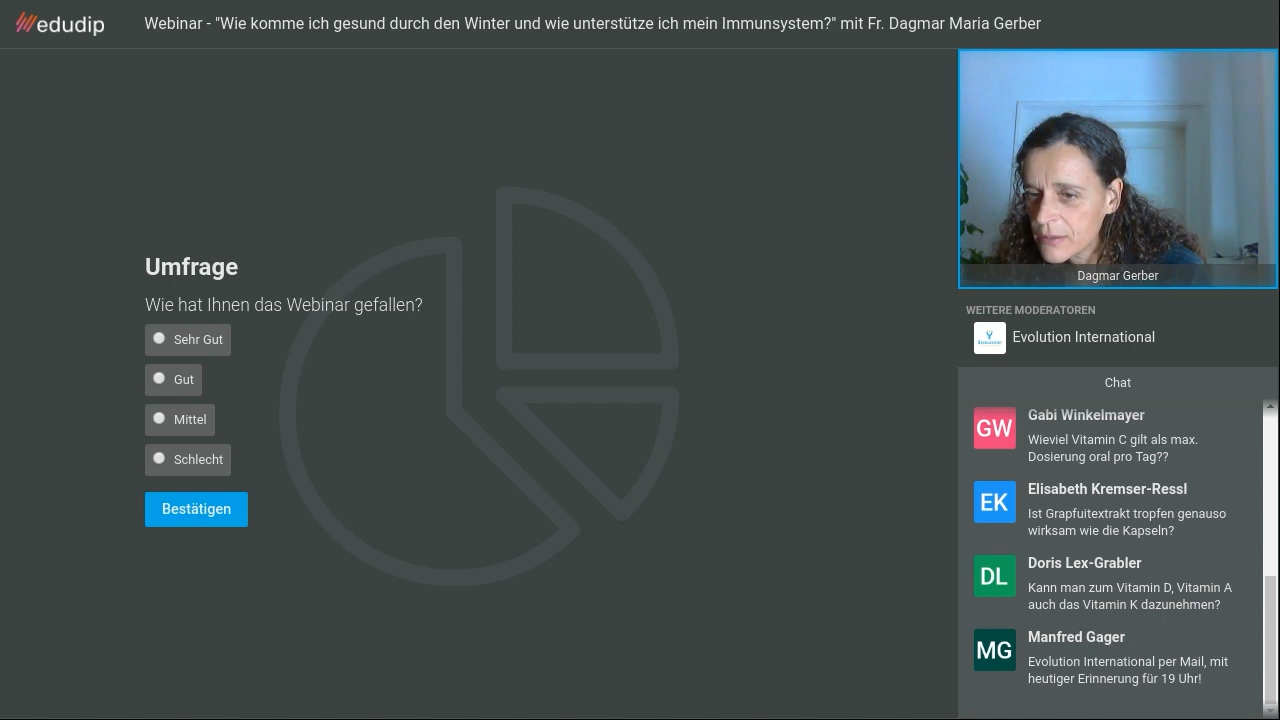 edudip
Webinar - "Wie komme ich gesund durch den Winter und wie unterstütze ich mein Inmunsystem?" mit Fr. Dagmar Maria Gerber
Umfrage
Wie hat Ihnen das Webinar gefallen?
Sehr Gut
Gut
Mittel
Schlecht
Bestätigen
Dagmar Gerber
WEITERE MODERATOREN
Evolution International
Chat
GW
Gabi Winkelmayer
Wieviel Vitamin C gilt als max.
Dosierung oral pro Tag??
EK
Elisabeth Kremser-Ressl
Ist Grapfuitextrakt tropfen genauso
wirksam wie die Kapseln?
DL
Doris Lex-Grabler
Kann man zum Vitamin D, Vitamin A
auch das Vitamin K dazunehmen?
MG
Manfred Gager
Evolution International per Mail, mit
heutiger Erinnerung für 19 Uhr!